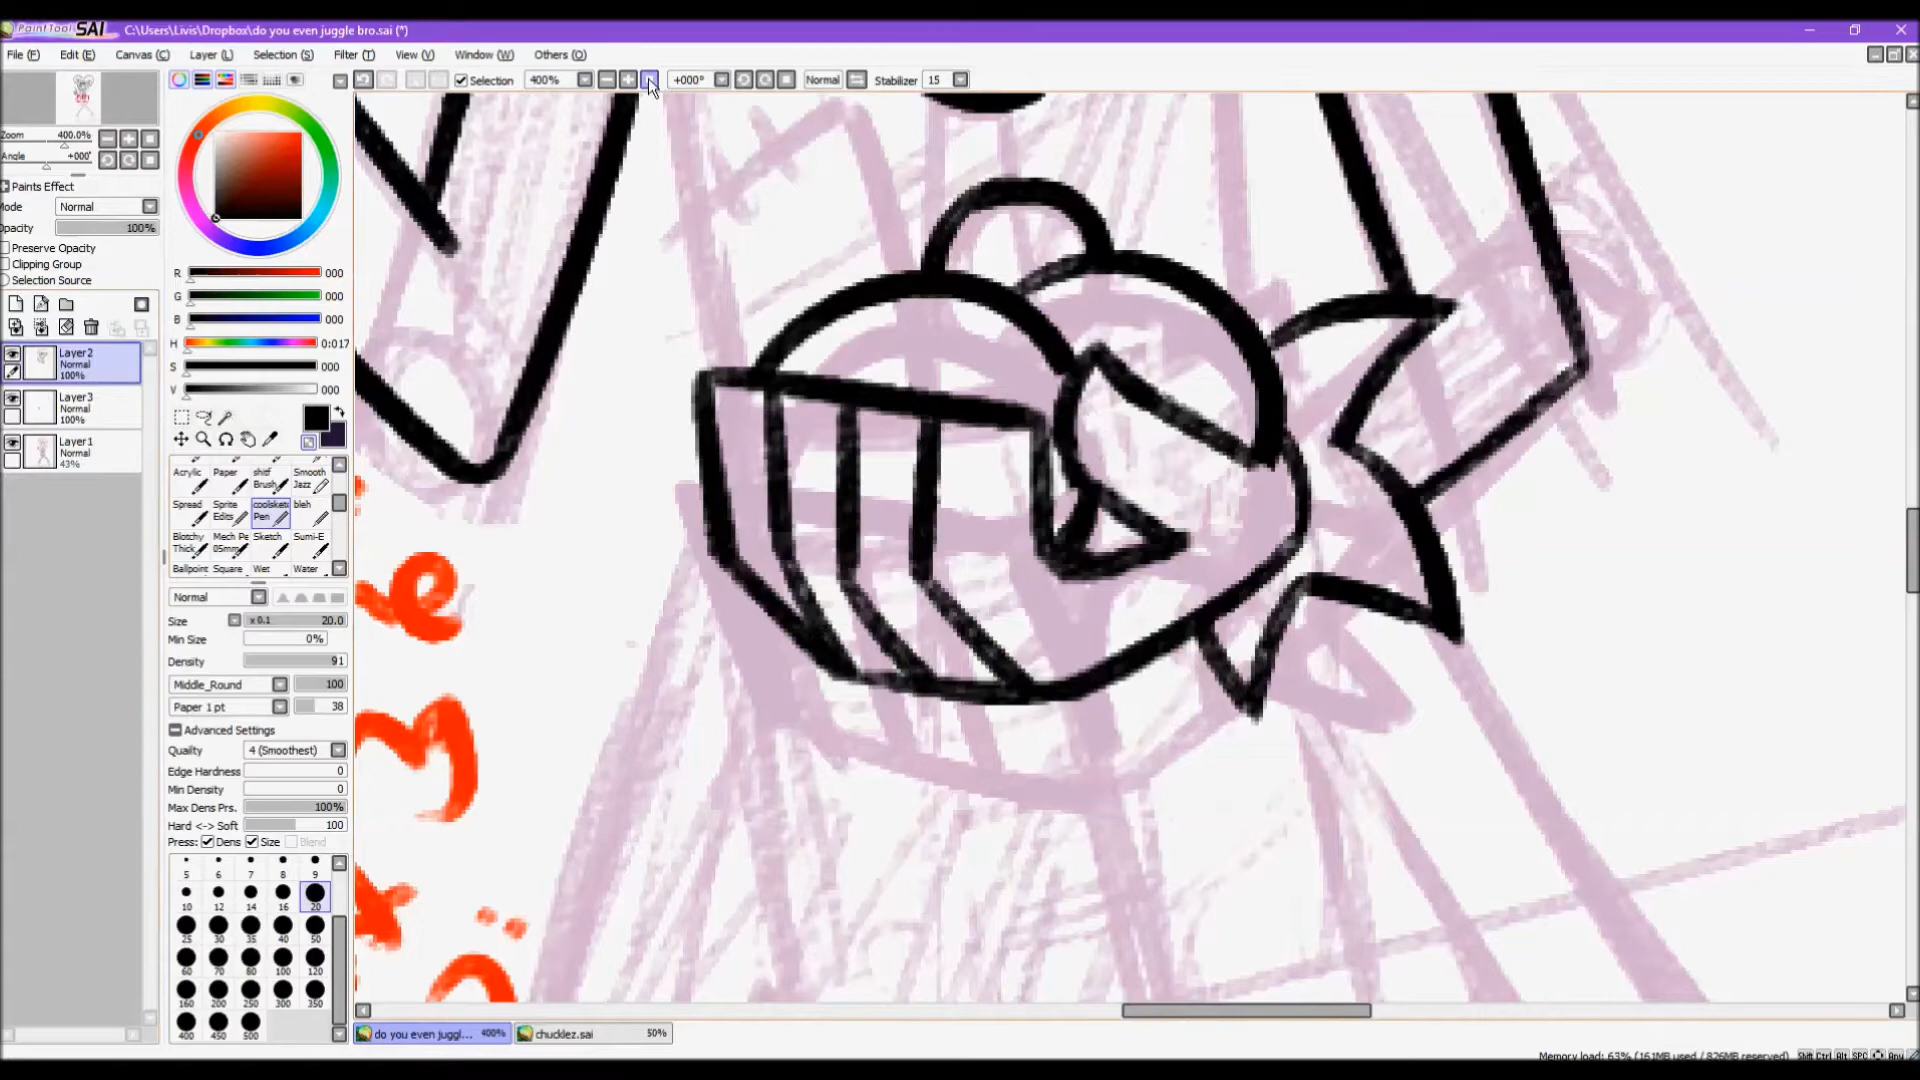 PaintTool SAI C:\Users\Livis\Dropbox\do you even juggle bro.sai (*)
File (F) Edit (E) Canvas (C) Layer (L) Selection (S) Filter (T) View (V) Window (W) Others (O)
Selection 400% +000° Normal Stabilizer 15
Zoom 400.0%
Angle +000°
Paints Effect
Mode Normal
Opacity 100%
Preserve Opacity
Clipping Group
Selection Source
Layer2
Normal
100%
Layer3
Normal
100%
Layer1
Normal
43%
R 000
G 000
B 000
H 0:017
S 000
V 000
Acrylic Paper shitf Brush Smooth Jazz
Spread Sprite Edits coolsket Pen bleh
Blotchy Thick Mech Pe 05mm Sketch Sumi-E
Ballpoint Square Wet Water
Normal
Size x 0.1 20.0
Min Size 0%
Density 91
Middle_Round 100
Paper 1 pt 38
Advanced Settings
Quality 4 (Smoothest)
Edge Hardness 0
Min Density 0
Max Dens Prs. 100%
Hard <-> Soft 100
Press: Dens Size Blend
5 6 7 8 9
10 12 14 16 20
25 30 35 40 50
60 70 80 100 120
160 200 250 300 350
400 450 500
do you even juggl... 400% chucklez.sai 50%
Memory load: 63% (161MB used / 826MB reserved) Shift Ctrl Alt SPC Any